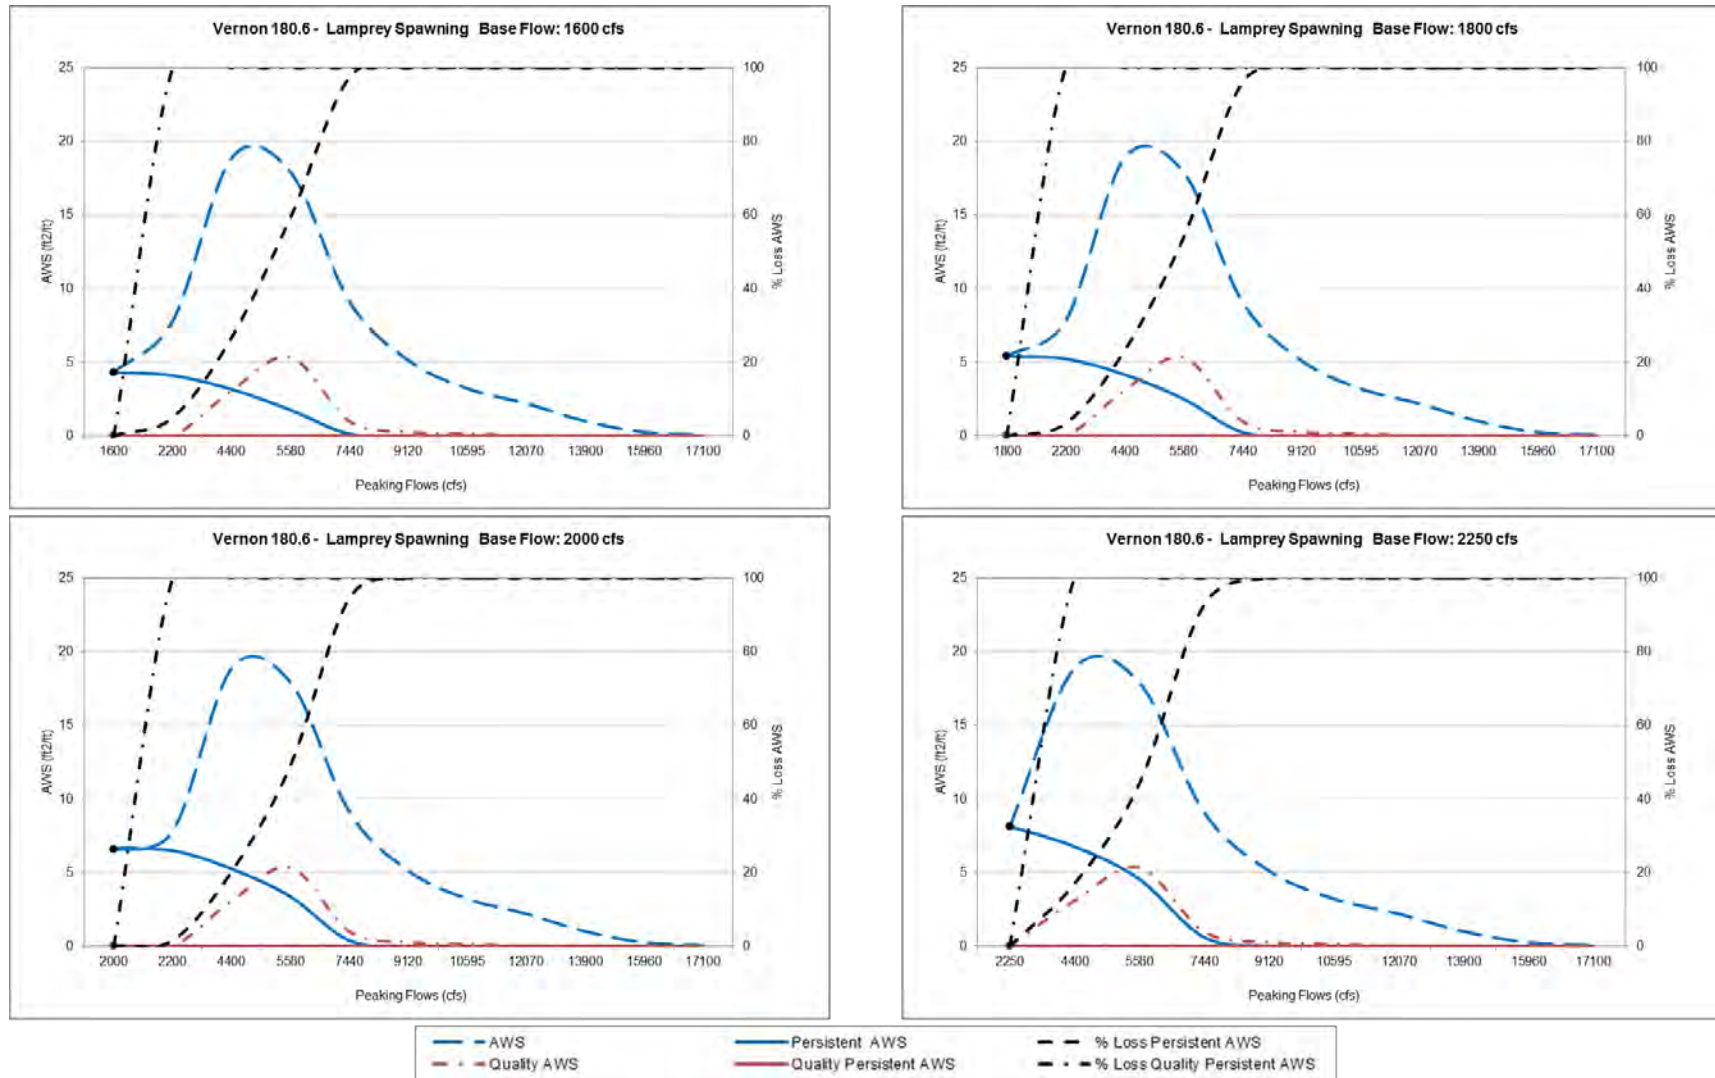 Vernon 180.6 - Lamprey Spawning Base Flow: 1600 cfs
25
20
15
10
5
0
AWS (ft2/ft)
100
80
60
40
20
0
% Loss AWS
1600 2200 4400 5580 7440 9120 10595 12070 13900 15960 17100
Peaking Flows (cfs)
Vernon 180.6 - Lamprey Spawning Base Flow: 1800 cfs
25
20
15
10
5
0
AWS (ft2/ft)
100
80
60
40
20
0
% Loss AWS
1800 2200 4400 5580 7440 9120 10595 12070 13900 15960 17100
Peaking Flows (cfs)
Vernon 180.6 - Lamprey Spawning Base Flow: 2000 cfs
25
20
15
10
5
0
AWS (ft2/ft)
100
80
60
40
20
0
% Loss AWS
2000 2200 4400 5580 7440 9120 10595 12070 13900 15960 17100
Peaking Flows (cfs)
Vernon 180.6 - Lamprey Spawning Base Flow: 2250 cfs
25
20
15
10
5
0
AWS (ft2/ft)
100
80
60
40
20
0
% Loss AWS
2250 4400 5580 7440 9120 10595 12070 13900 15960 17100
Peaking Flows (cfs)
AWS Persistent AWS % Loss Persistent AWS
Quality AWS Quality Persistent AWS % Loss Quality Persistent AWS